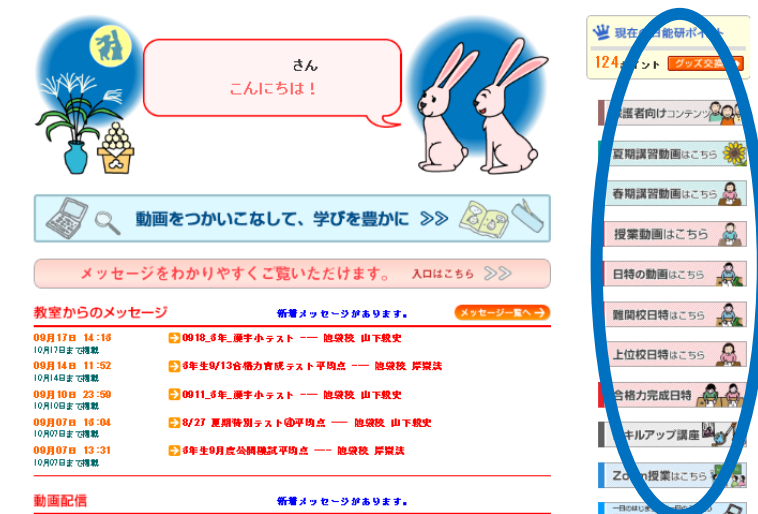 さん
こんにちは！
動画をつかいこなして、学びを豊かに
メッセージをわかりやすくご覧いただけます。 入口はこちら
教室からのメッセージ 新着メッセージがあります。 メッセージ一覧へ
09月17日 14:16 0918_6年_漢字小テスト --- 池袋校 山下毅史
10月17日まで掲載
09月14日 11:52 6年生9/13合格力育成テスト平均点 --- 池袋校
10月14日まで掲載
09月10日 23:59 0911_6年_漢字小テスト --- 池袋校 山下毅史
10月10日まで掲載
09月07日 16:04 8/27 夏期特別テスト④平均点 --- 池袋校 山下毅史
10月07日まで掲載
09月07日 13:31 6年生9月度公開模試平均点 --- 池袋校
10月07日まで掲載
動画配信 新着メッセージがあります。
現在の日能研ポイント
124ポイント グッズ交換
護者向けコンテンツ
夏期講習動画はこちら
春期講習動画はこちら
授業動画はこちら
日特の動画はこちら
難関校日特はこちら
上位校日特はこちら
合格力完成日特
キルアップ講座
Zoom授業はこちら